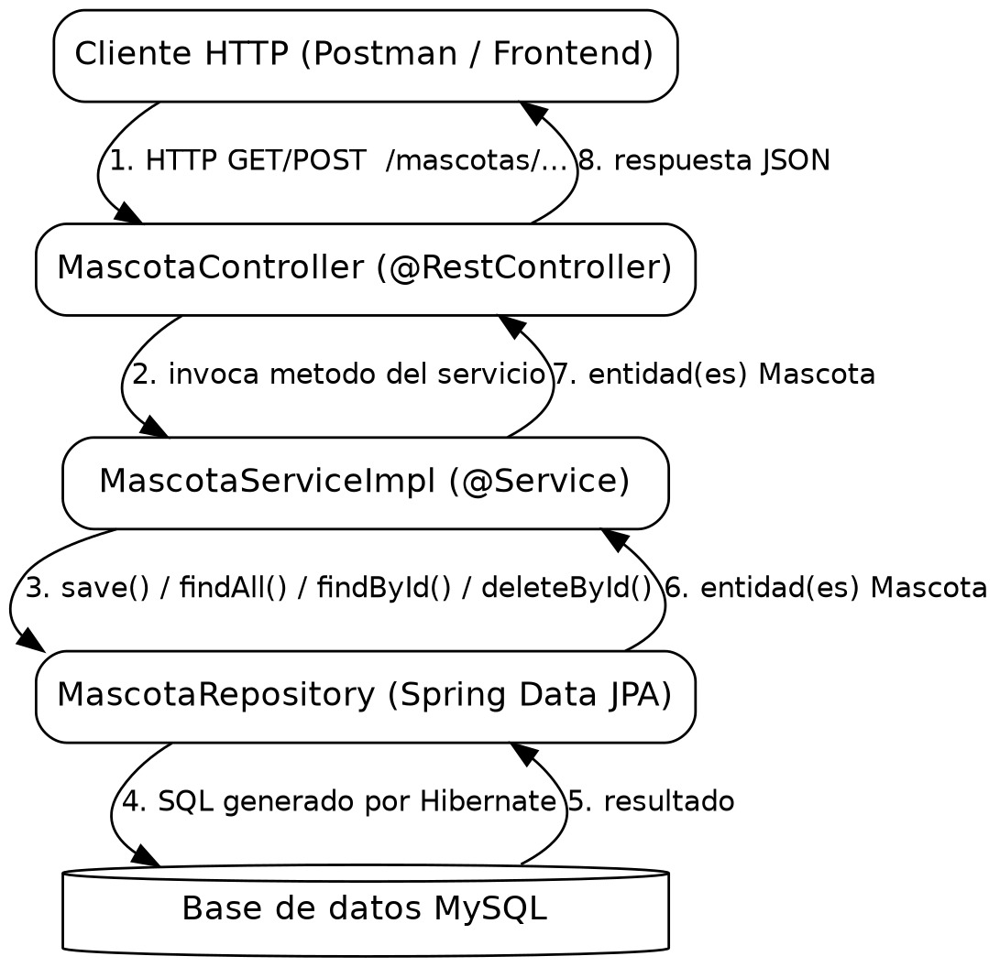 Cliente HTTP (Postman / Frontend)
1. HTTP GET/POST  /mascotas/...
8. respuesta JSON
MascotaController (@RestController)
2. invoca metodo del servicio
7. entidad(es) Mascota
MascotaServiceImpl (@Service)
3. save() / findAll() / findById() / deleteById()
6. entidad(es) Mascota
MascotaRepository (Spring Data JPA)
4. SQL generado por Hibernate
5. resultado
Base de datos MySQL